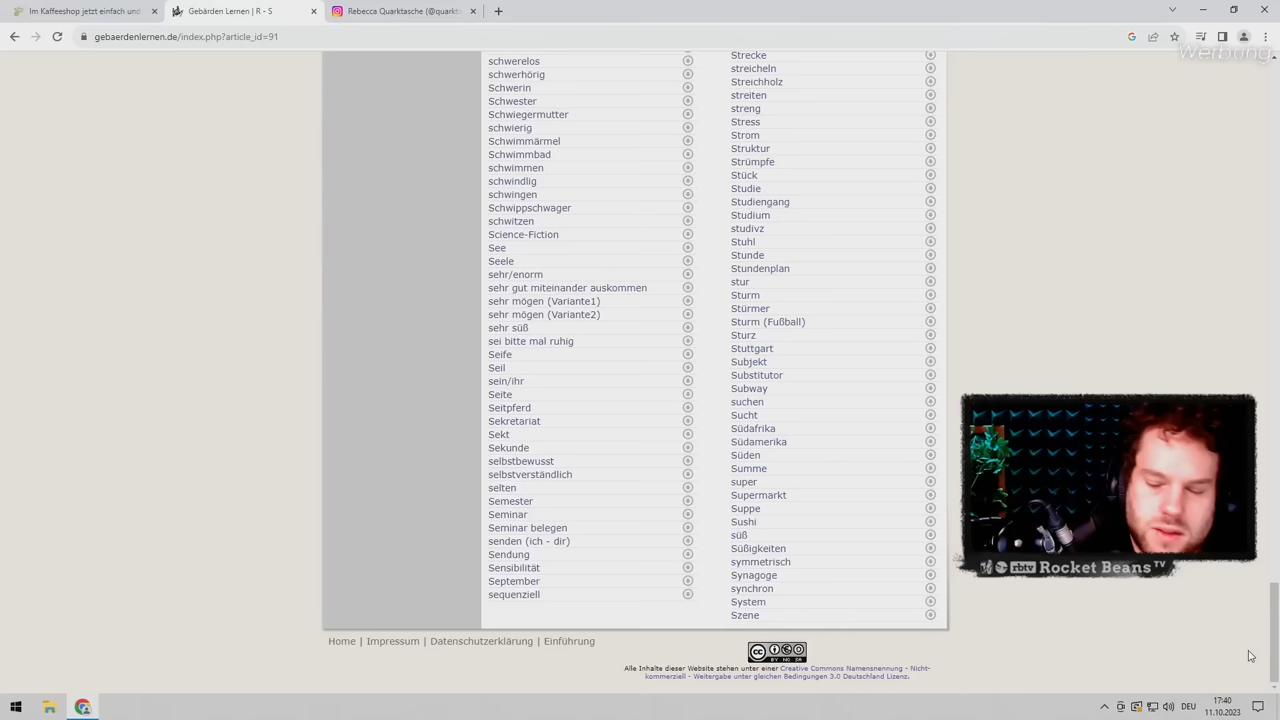 Im Kaffeeshop jetzt einfach und
Gebärden Lernen | R - S
Rebecca Quarktasche (@quarkt
gebaerdenlernen.de/index.php?article_id=91
Werbung
schwerelos
schwerhörig
Schwerin
Schwester
Schwiegermutter
schwierig
Schwimmärmel
Schwimmbad
schwimmen
schwindlig
schwingen
Schwippschwager
schwitzen
Science-Fiction
See
Seele
sehr/enorm
sehr gut miteinander auskommen
sehr mögen (Variante1)
sehr mögen (Variante2)
sehr süß
sei bitte mal ruhig
Seife
Seil
sein/ihr
Seite
Seitpferd
Sekretariat
Sekt
Sekunde
selbstbewusst
selbstverständlich
selten
Semester
Seminar
Seminar belegen
senden (ich - dir)
Sendung
Sensibilität
September
sequenziell
Strecke
streicheln
Streichholz
streiten
streng
Stress
Strom
Struktur
Strümpfe
Stück
Studie
Studiengang
Studium
studivz
Stuhl
Stunde
Stundenplan
stur
Sturm
Stürmer
Sturm (Fußball)
Sturz
Stuttgart
Subjekt
Substitutor
Subway
suchen
Sucht
Südafrika
Südamerika
Süden
Summe
super
Supermarkt
Suppe
Sushi
süß
Süßigkeiten
symmetrisch
Synagoge
synchron
System
Szene
rbtv Rocket Beans TV
Home | Impressum | Datenschutzerklärung | Einführung
cc
BY NC SA
Alle Inhalte dieser Website stehen unter einer Creative Commons Namensnennung - Nicht-
kommerziell - Weitergabe unter gleichen Bedingungen 3.0 Deutschland Lizenz.
DEU
17:40
11.10.2023